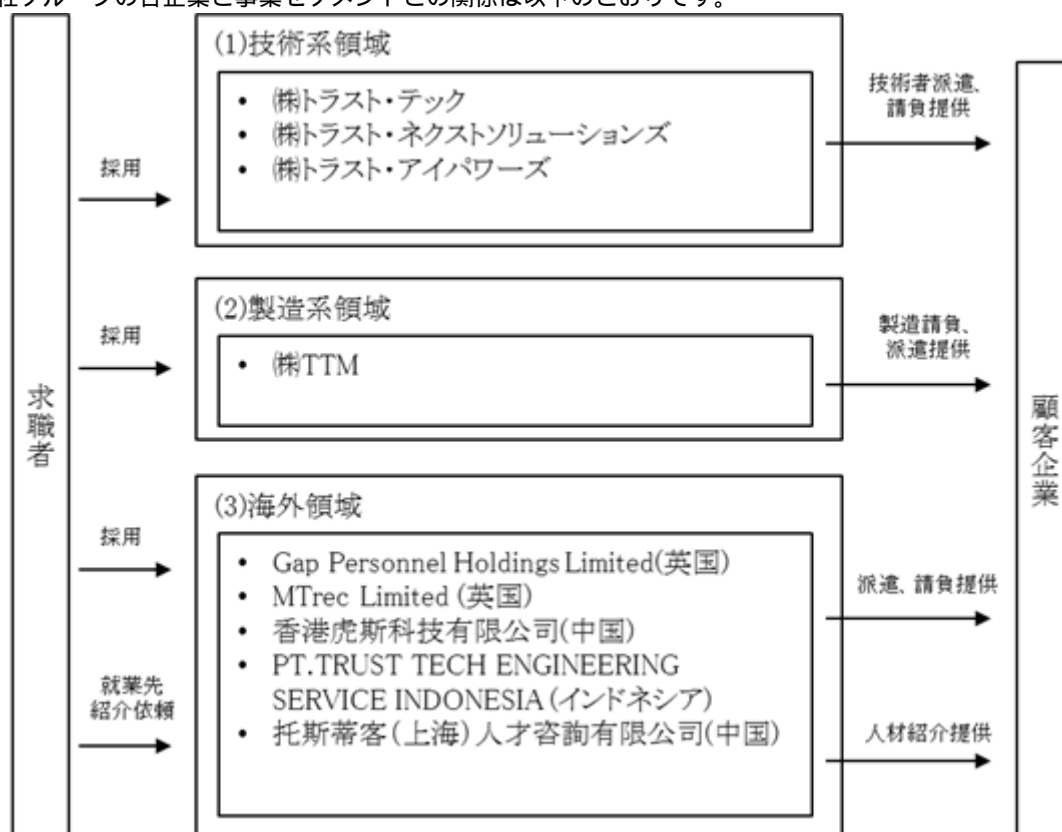 社グループの各企業と事業セグメントとの関係は以下のとおりです。
求職者
採用
(1)技術系領域
• ㈱トラスト・テック
• ㈱トラスト・ネクストソリューションズ
• ㈱トラスト・アイパワーズ
技術者派遣、
請負提供
採用
(2)製造系領域
• ㈱TTM
製造請負、
派遣提供
採用
就業先
紹介依頼
(3)海外領域
• Gap Personnel Holdings Limited(英国)
• MTrec Limited (英国)
• 香港虎斯科技有限公司(中国)
• PT.TRUST TECH ENGINEERING
SERVICE INDONESIA (インドネシア)
• 托斯蒂客(上海)人才咨詢有限公司(中国)
派遣、請負提供
人材紹介提供
顧客企業